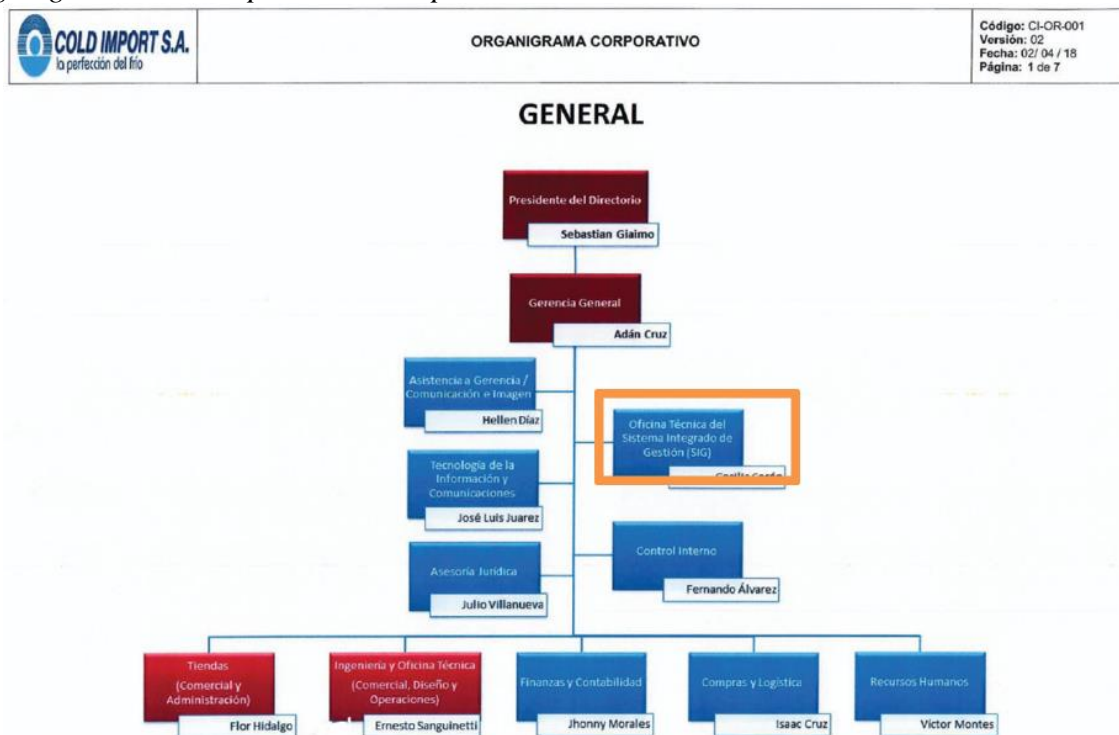 COLD IMPORT S.A.
la perfección del frío
ORGANIGRAMA CORPORATIVO
Código: CI-OR-001
Versión: 02
Fecha: 02/ 04 / 18
Página: 1 de 7
GENERAL
Presidente del Directorio
Sebastian Giaimo
Gerencia General
Adán Cruz
Asistencia a Gerencia /
Comunicación e Imagen
Hellen Díaz
Oficina Técnica del
Sistema Integrado de
Gestión (SIG)
Tecnología de la
Información y
Comunicaciones
José Luis Juarez
Control Interno
Fernando Álvarez
Asesoría Jurídica
Julio Villanueva
Tiendas
(Comercial y
Administración)
Flor Hidalgo
Ingeniería y Oficina Técnica
(Comercial, Diseño y
Operaciones)
Ernesto Sanguinetti
Finanzas y Contabilidad
Jhonny Morales
Compras y Logística
Isaac Cruz
Recursos Humanos
Víctor Montes